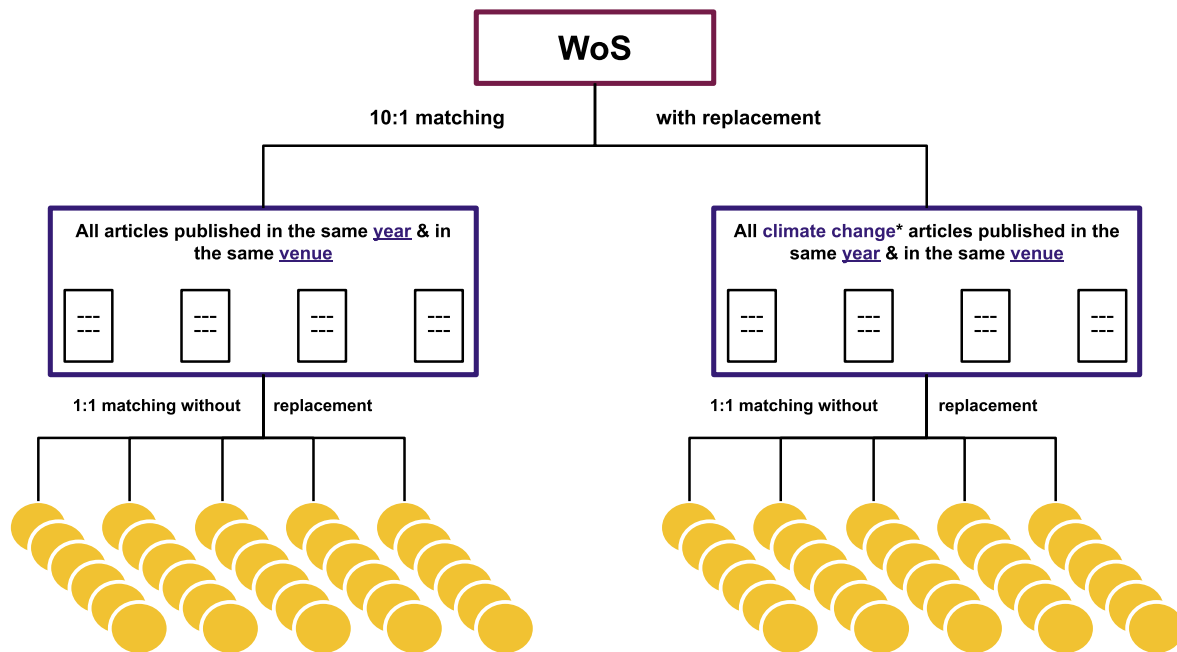 WoS
10:1 matching
with replacement
All articles published in the same year & in
the same venue
All climate change* articles published in the
same year & in the same venue
--- --- --- ---
--- --- --- ---
--- --- --- ---
--- --- --- ---
1:1 matching without
replacement
1:1 matching without
replacement